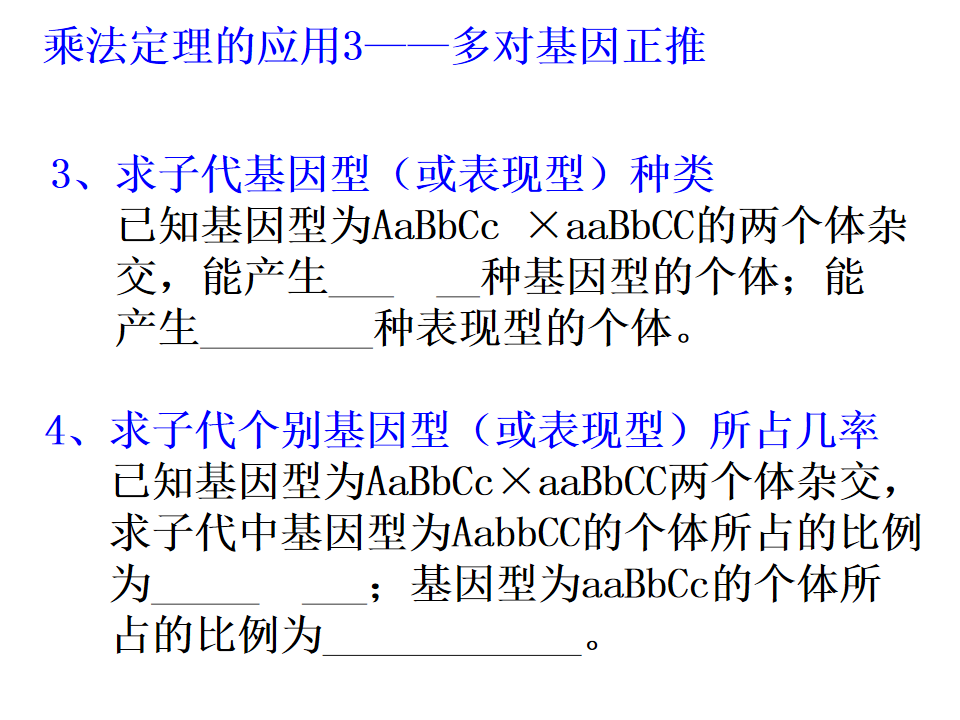 乘法定理的应用3——多对基因正推
3、求子代基因型（或表现型）种类
已知基因型为AaBbCc ×aaBbCC的两个体杂
交，能产生___  __种基因型的个体；能
产生________种表现型的个体。
4、求子代个别基因型（或表现型）所占几率
已知基因型为AaBbCc×aaBbCC两个体杂交，
求子代中基因型为AabbCC的个体所占的比例
为_____  ___；基因型为aaBbCc的个体所
占的比例为____________。